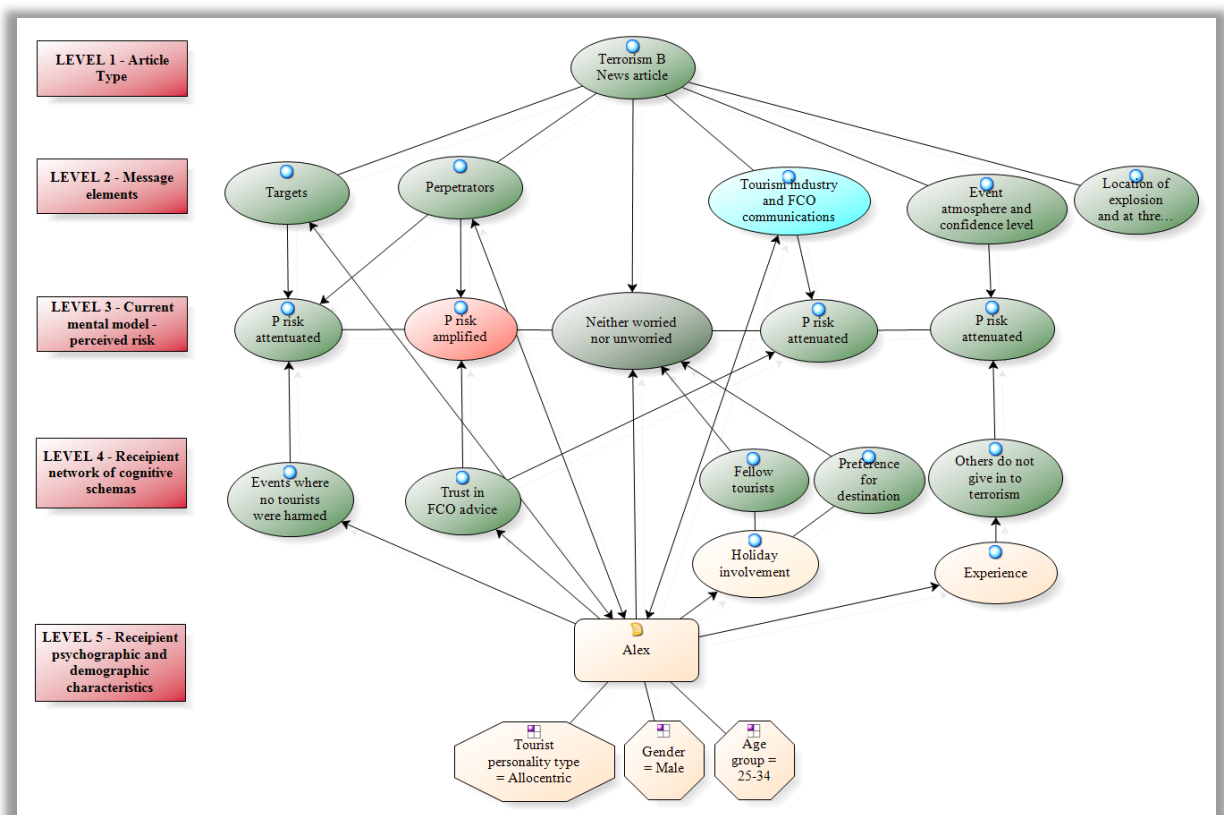 LEVEL 1 - Article
Type
Terrorism B
News article
LEVEL 2 - Message
elements
Targets
Perpetrators
Tourism industry
and FCO
communications
Event
atmosphere and
confidence level
Location of
explosion
and at thre...
LEVEL 3 - Current
mental model -
perceived risk
P risk
attenuated
P risk
amplified
Neither worried
nor unworried
P risk
attenuated
P risk
attenuated
LEVEL 4 - Receipient
network of cognitive
schemas
Events where
no tourists
were harmed
Trust in
FCO advice
Fellow
tourists
Preference
for
destination
Others do not
give in to
terrorism
Holiday
involvement
Experience
LEVEL 5 - Receipient
psychographic and
demographic
characteristics
Alex
Tourist
personality type
= Allocentric
Gender
= Male
Age
group =
25-34